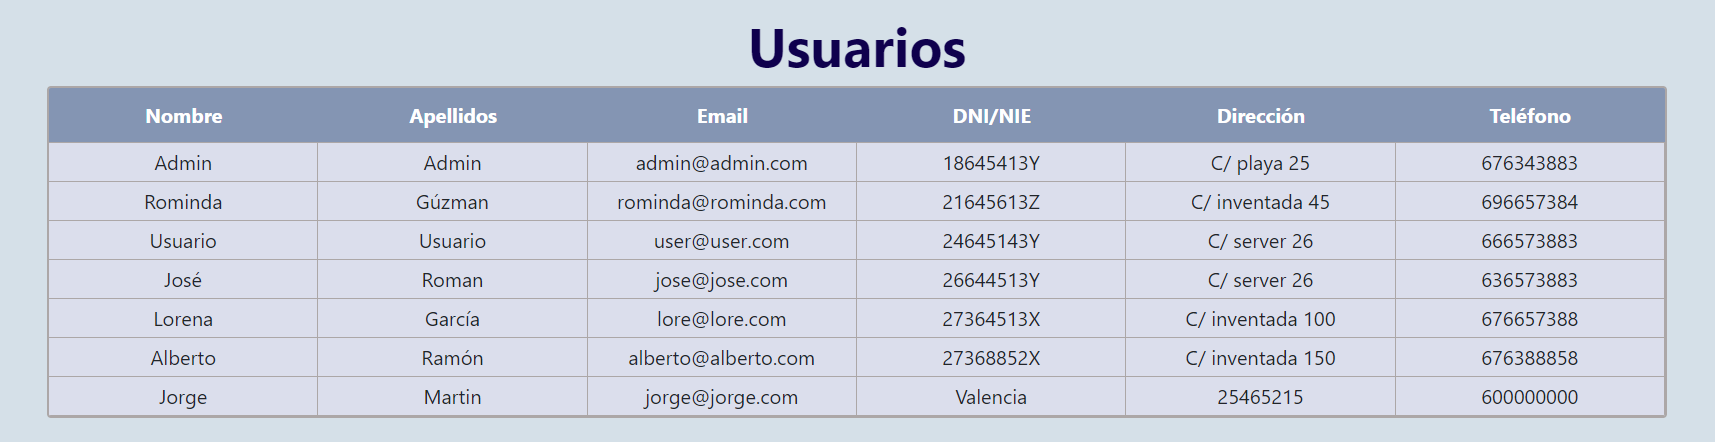 Usuarios
Nombre Apellidos Email DNI/NIE Dirección Teléfono
Admin Admin admin@admin.com 18645413Y C/ playa 25 676343883
Rominda Gúzman rominda@rominda.com 21645613Z C/ inventada 45 696657384
Usuario Usuario user@user.com 24645143Y C/ server 26 666573883
José Roman jose@jose.com 26644513Y C/ server 26 636573883
Lorena García lore@lore.com 27364513X C/ inventada 100 676657388
Alberto Ramón alberto@alberto.com 27368852X C/ inventada 150 676388858
Jorge Martin jorge@jorge.com Valencia 25465215 600000000